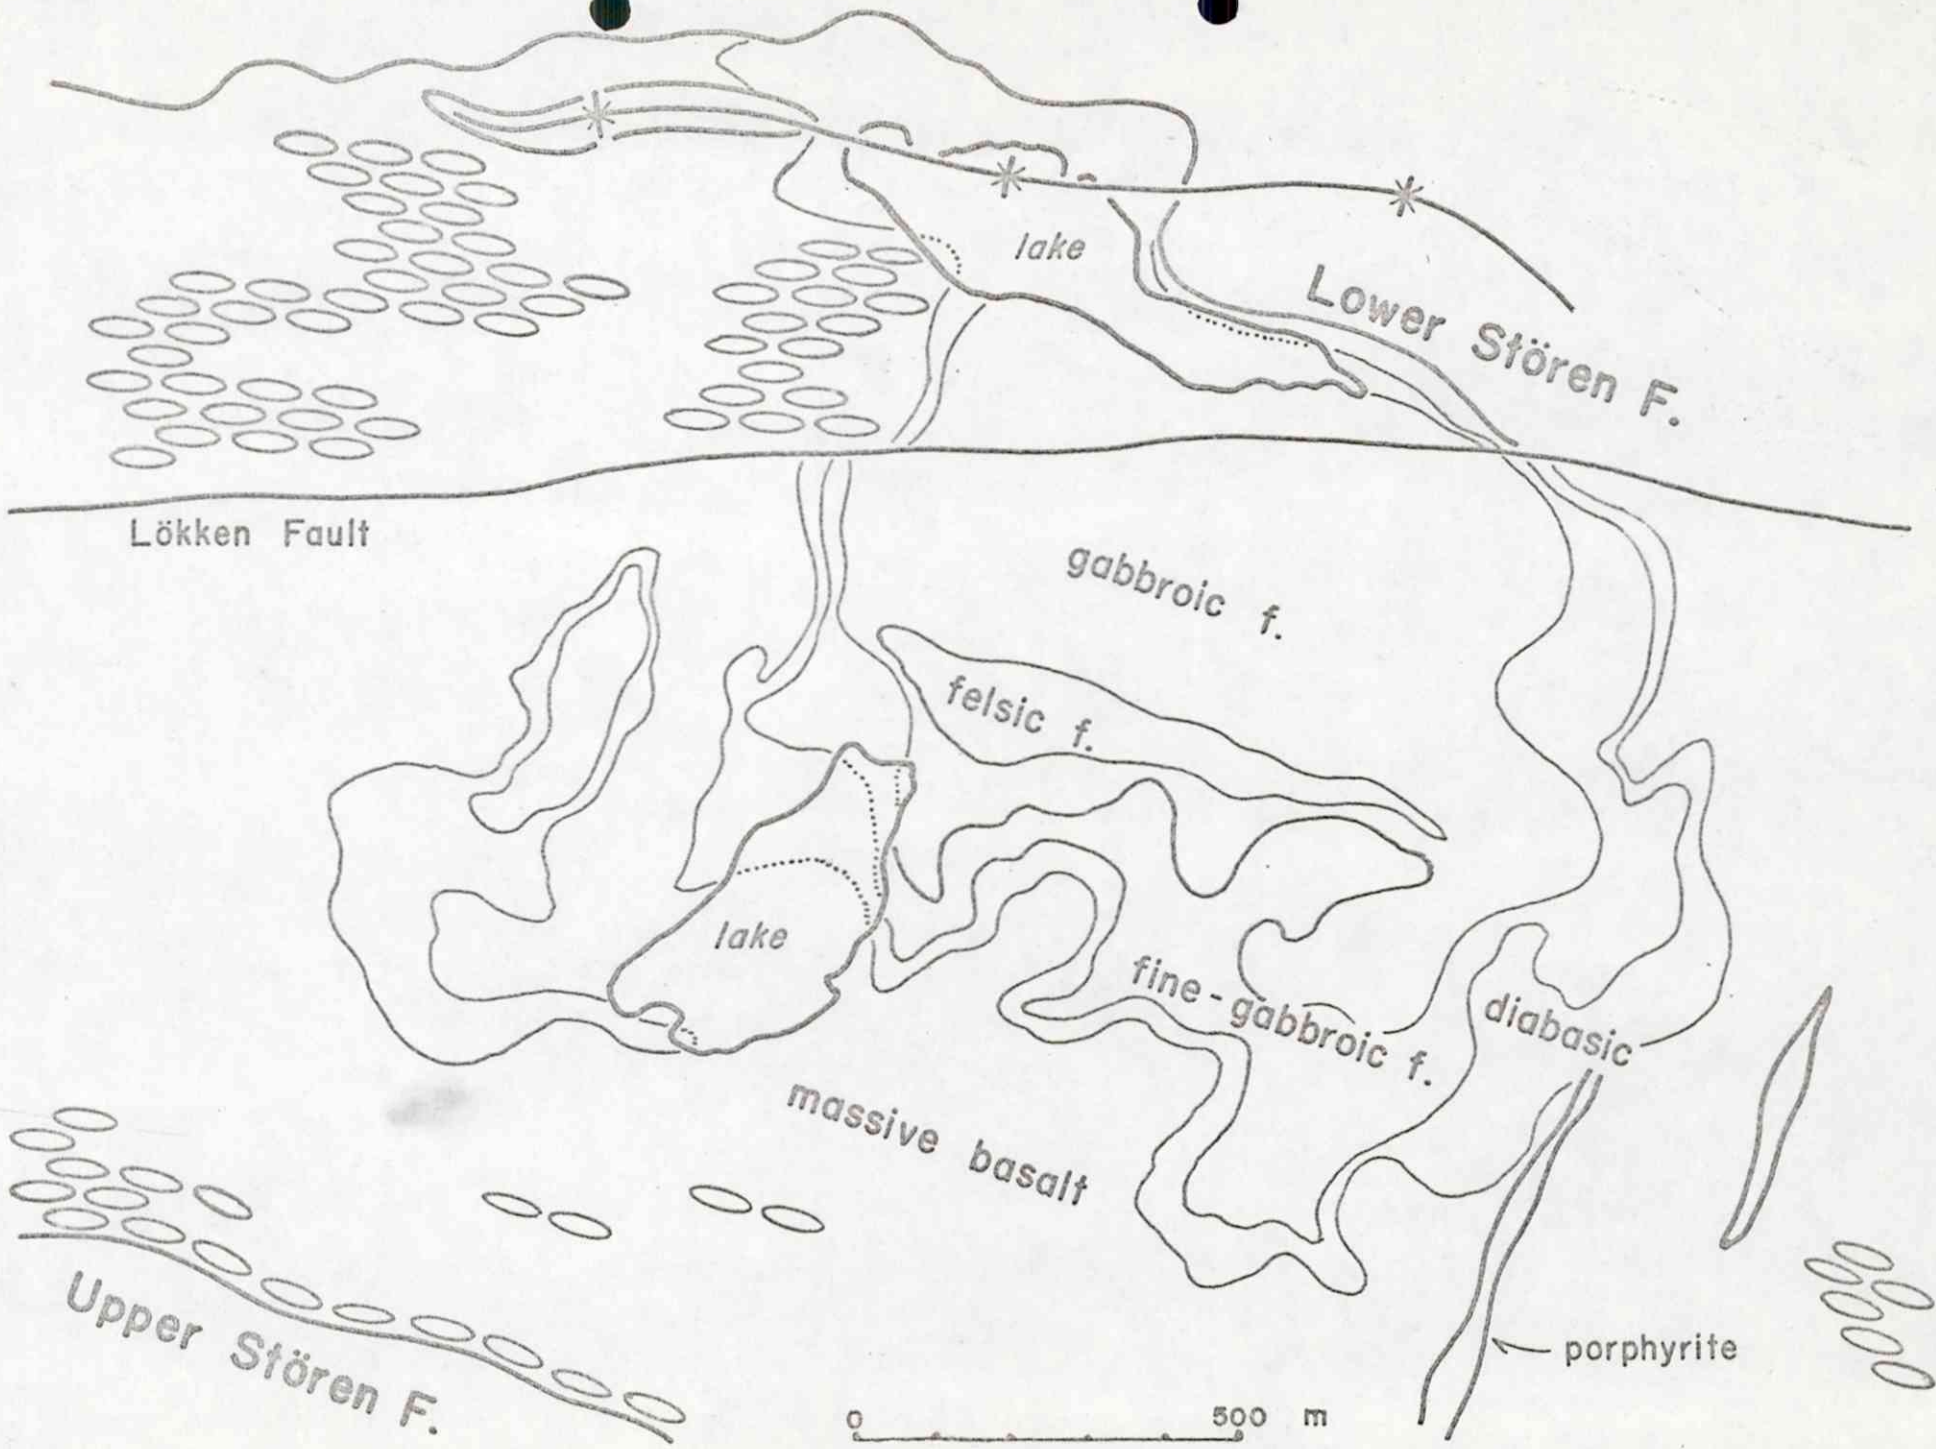 lake
Lower Stören F.
Lökken Fault
gabbroic f.
felsic f.
lake
fine-gabbroic f.
diabasic
massive basalt
Upper Stören F.
porphyrite
0 500 m